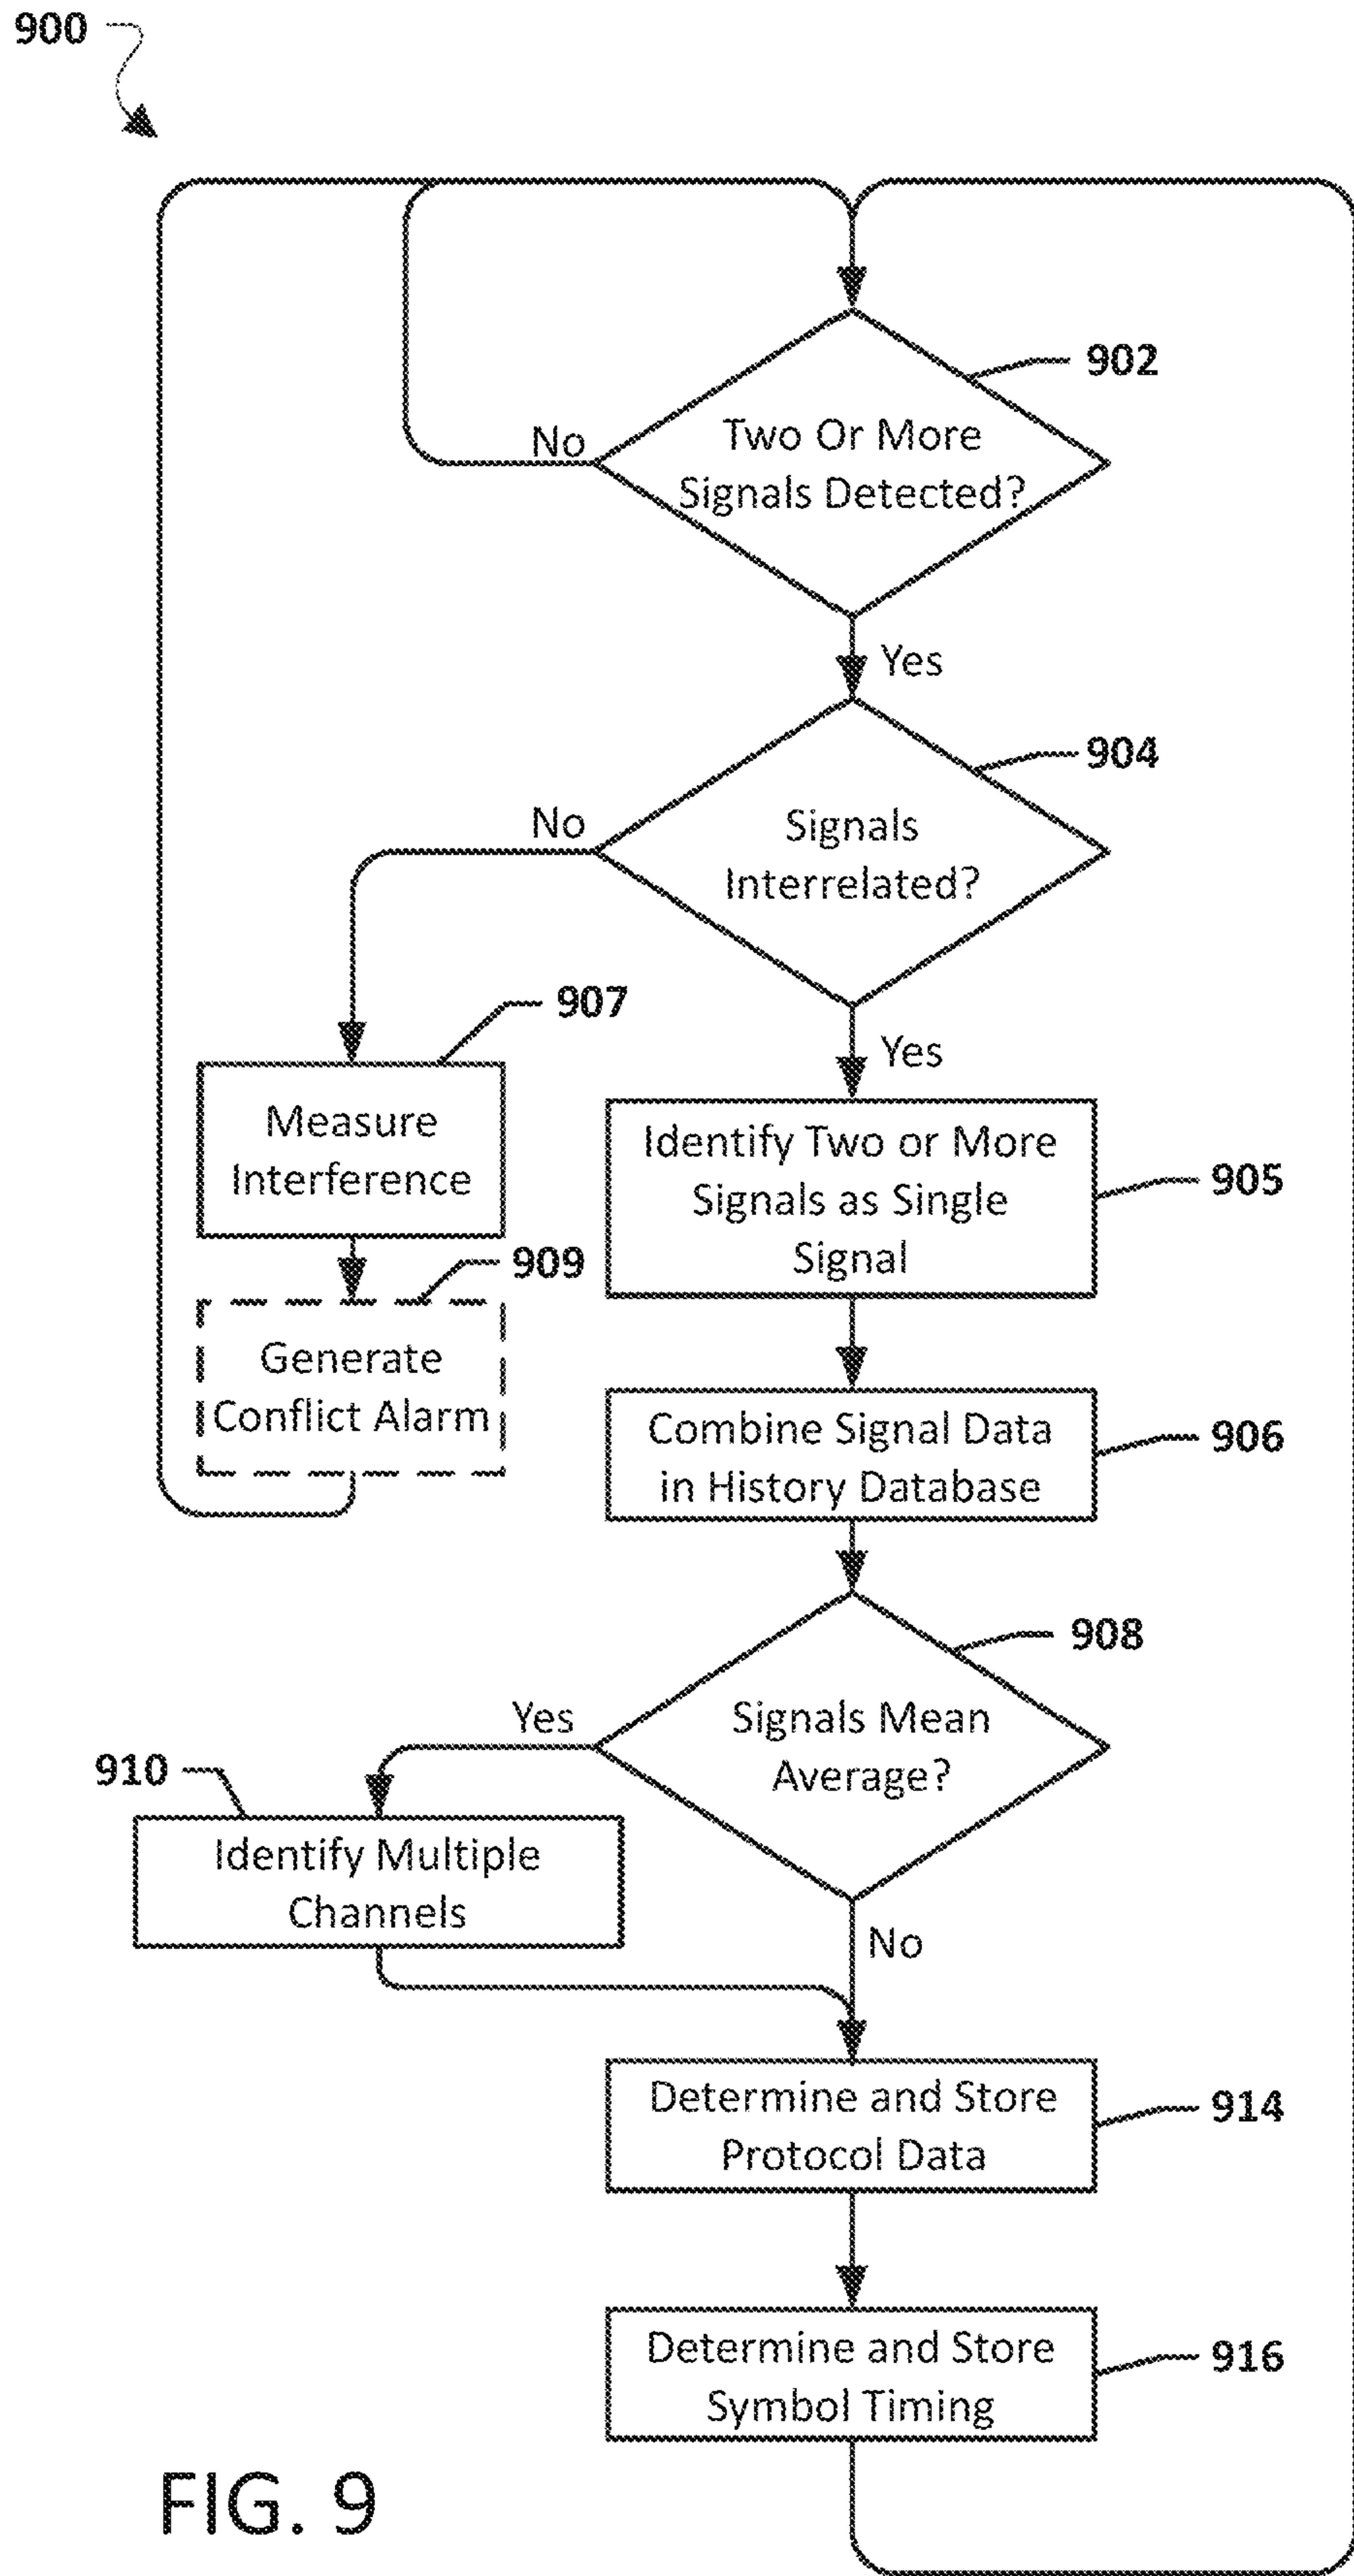 900
902
Two Or More
Signals Detected?
No
Yes
904
Signals
Interrelated?
No
Yes
907
Measure
Interference
905
Identify Two or More
Signals as Single
Signal
909
Generate
Conflict Alarm
906
Combine Signal Data
in History Database
908
Signals Mean
Average?
Yes
910
Identify Multiple
Channels
No
914
Determine and Store
Protocol Data
916
Determine and Store
Symbol Timing
FIG. 9